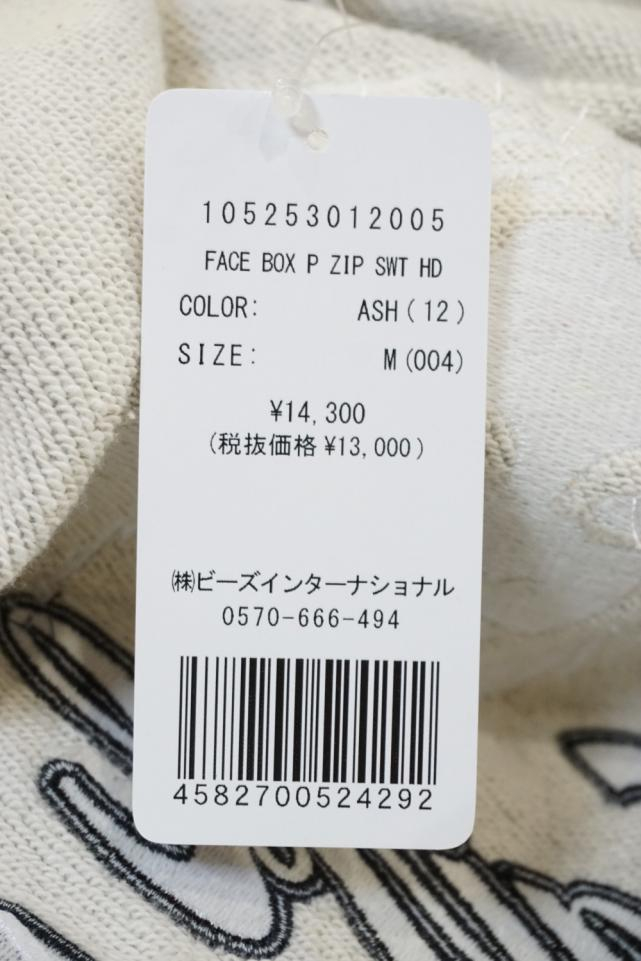 105253012005
FACE BOX P ZIP SWT HD
COLOR: ASH(12)
SIZE: M(004)
¥14,300
(税抜価格¥13,000)
㈱ビーズインターナショナル
0570-666-494
4582700524292